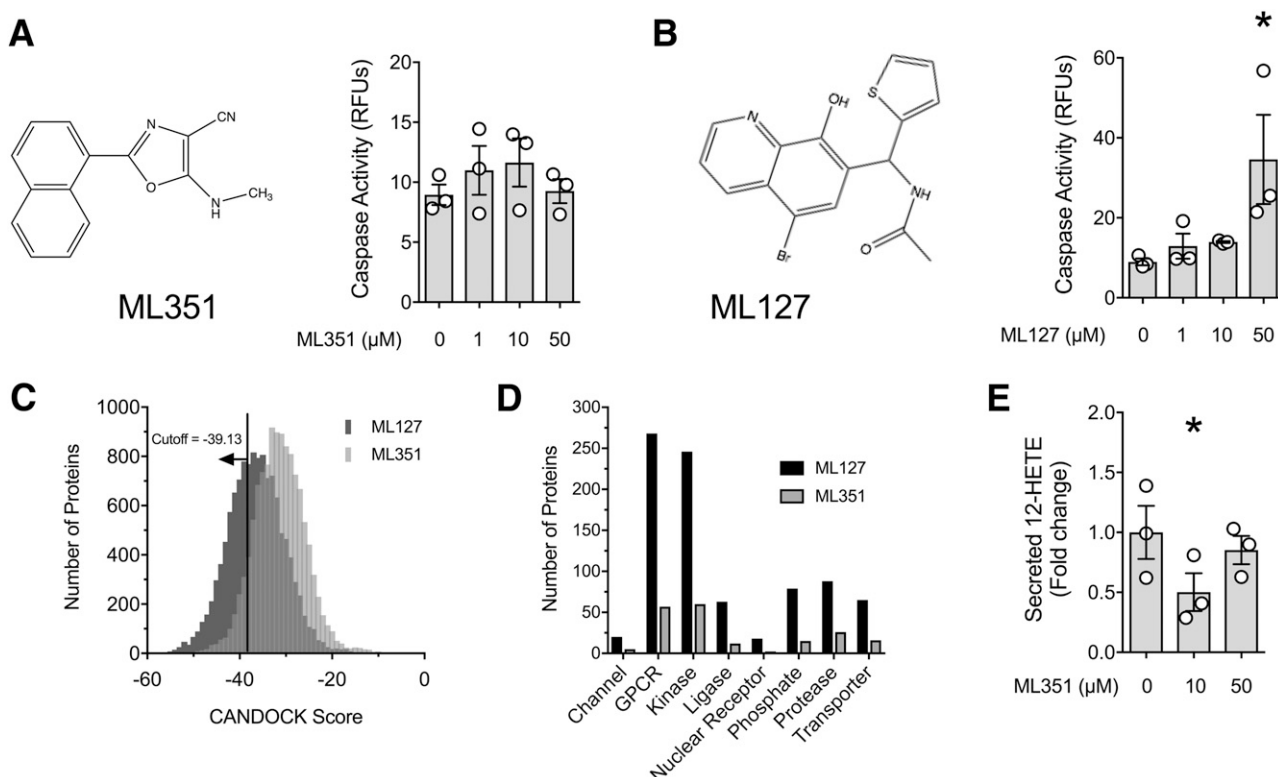 A
CN
N
O
N
H
CH3
ML351
Caspase Activity (RFUs)
20
15
10
5
0
ML351 (µM) 0 1 10 50
B
N
OH
S
NH
O
Br
ML127
Caspase Activity (RFUs)
*
60
40
20
0
ML127 (µM) 0 1 10 50
C
Number of Proteins
1000
800
600
400
200
0
Cutoff = -39.13
ML127
ML351
-60 -40 -20 0
CANDOCK Score
D
Number of Proteins
300
250
200
150
100
50
0
ML127
ML351
Channel
GPCR
Kinase
Ligase
Nuclear Receptor
Phosphate
Protease
Transporter
E
Secreted 12-HETE
(Fold change)
2.0
1.5
1.0
0.5
0.0
*
ML351 (µM) 0 10 50